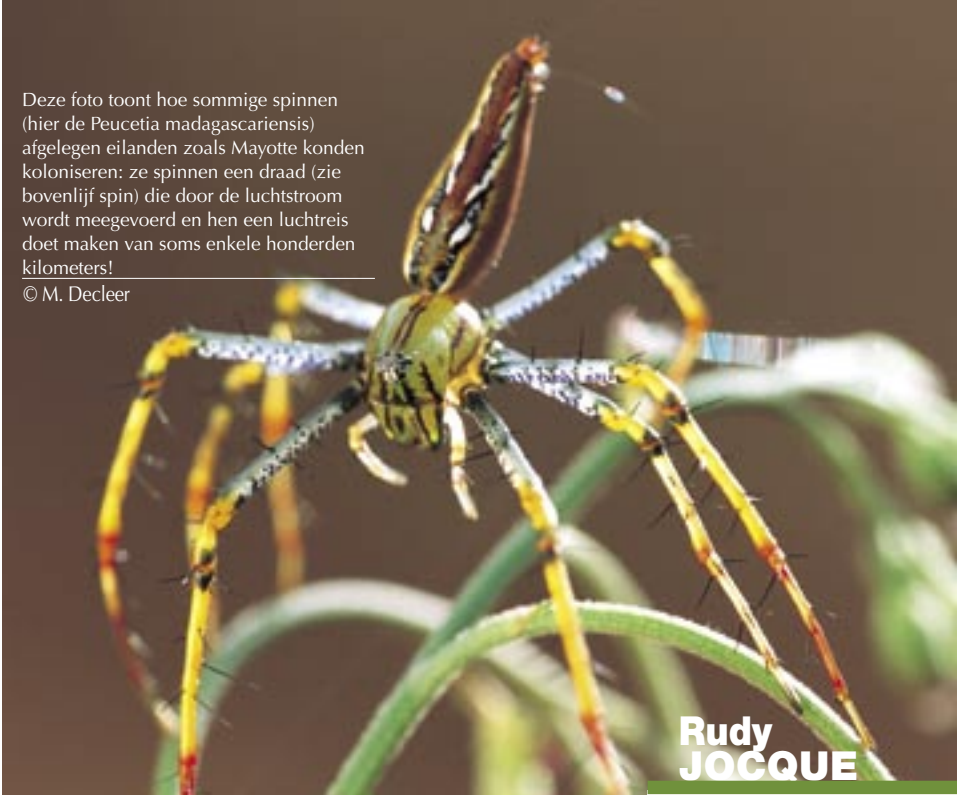 Deze foto toont hoe sommige spinnen
(hier de Peucetia madagascariensis)
afgelegen eilanden zoals Mayotte konden
koloniseren: ze spinnen een draad (zie
bovenlijf spin) die door de luchtstroom
wordt meegevoerd en hen een luchtreis
doet maken van soms enkele honderden
kilometers!
© M. Decleer
Rudy
JOCQUE